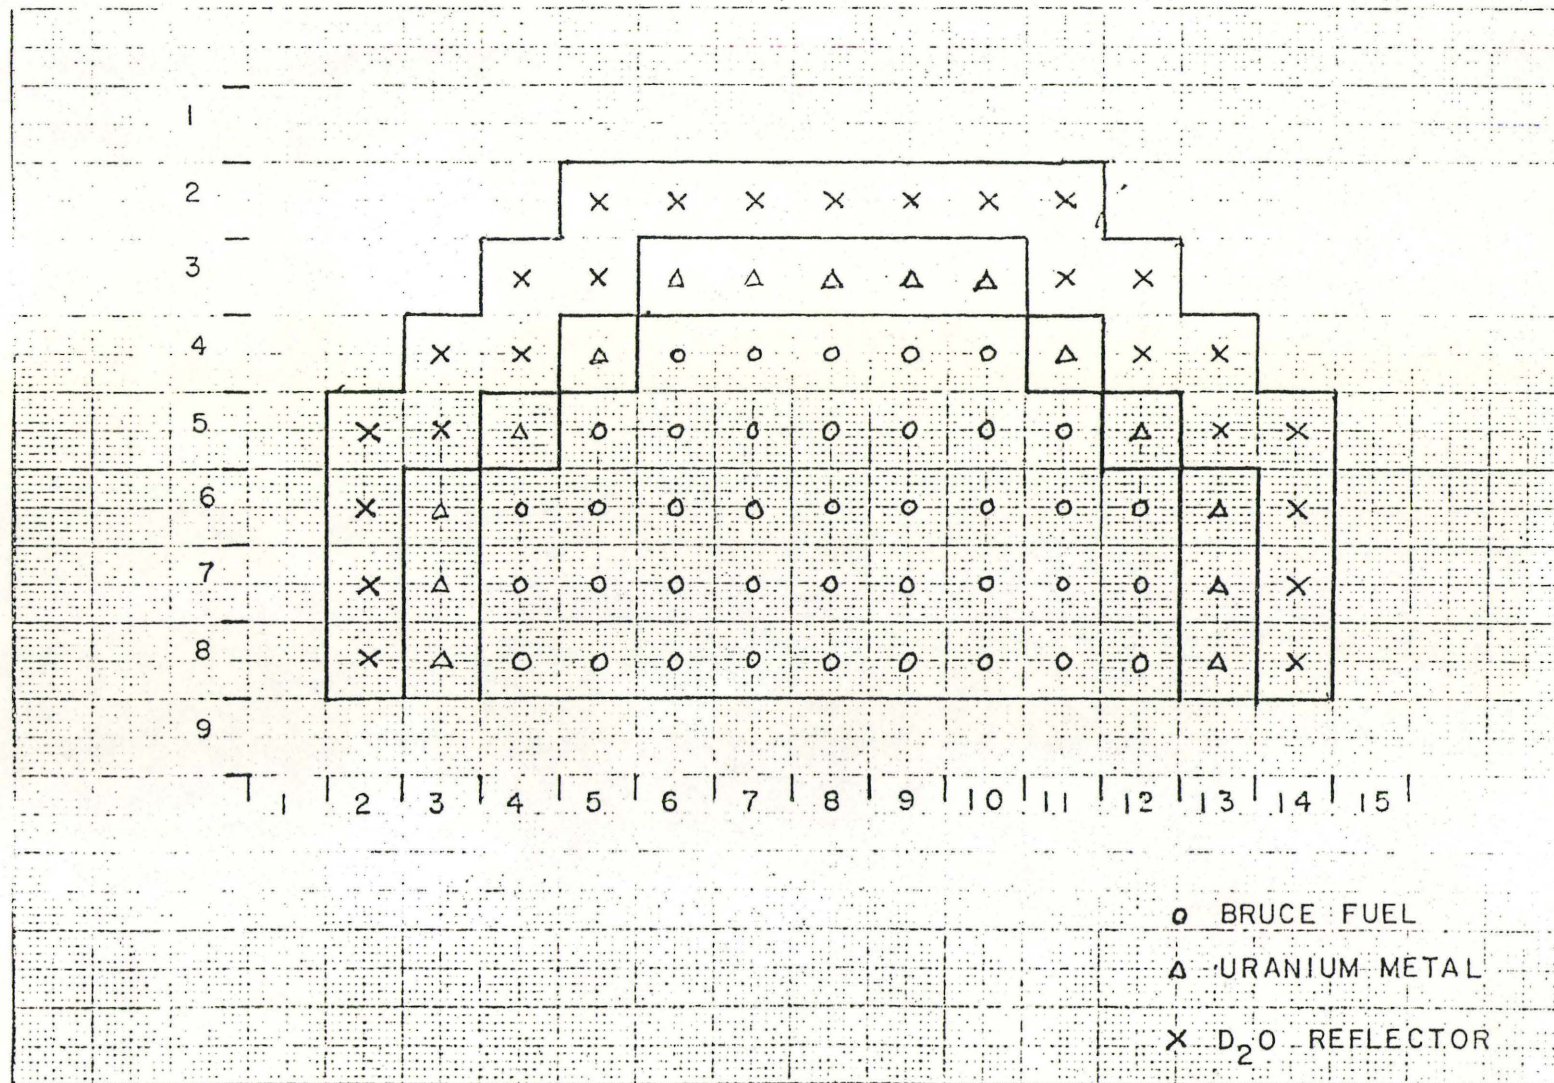 1
2
X X X X X X X
3
X X Δ Δ Δ Δ Δ X X
4
X X Δ o o o o o Δ X X
5
X X Δ o o o o o o o Δ X X
6
X Δ o o o o o o o o o Δ X
7
X Δ o o o o o o o o o Δ X
8
X Δ o o o o o o o o o Δ X
9
1 2 3 4 5 6 7 8 9 10 11 12 13 14 15
o BRUCE FUEL
Δ URANIUM METAL
X D₂O REFLECTOR